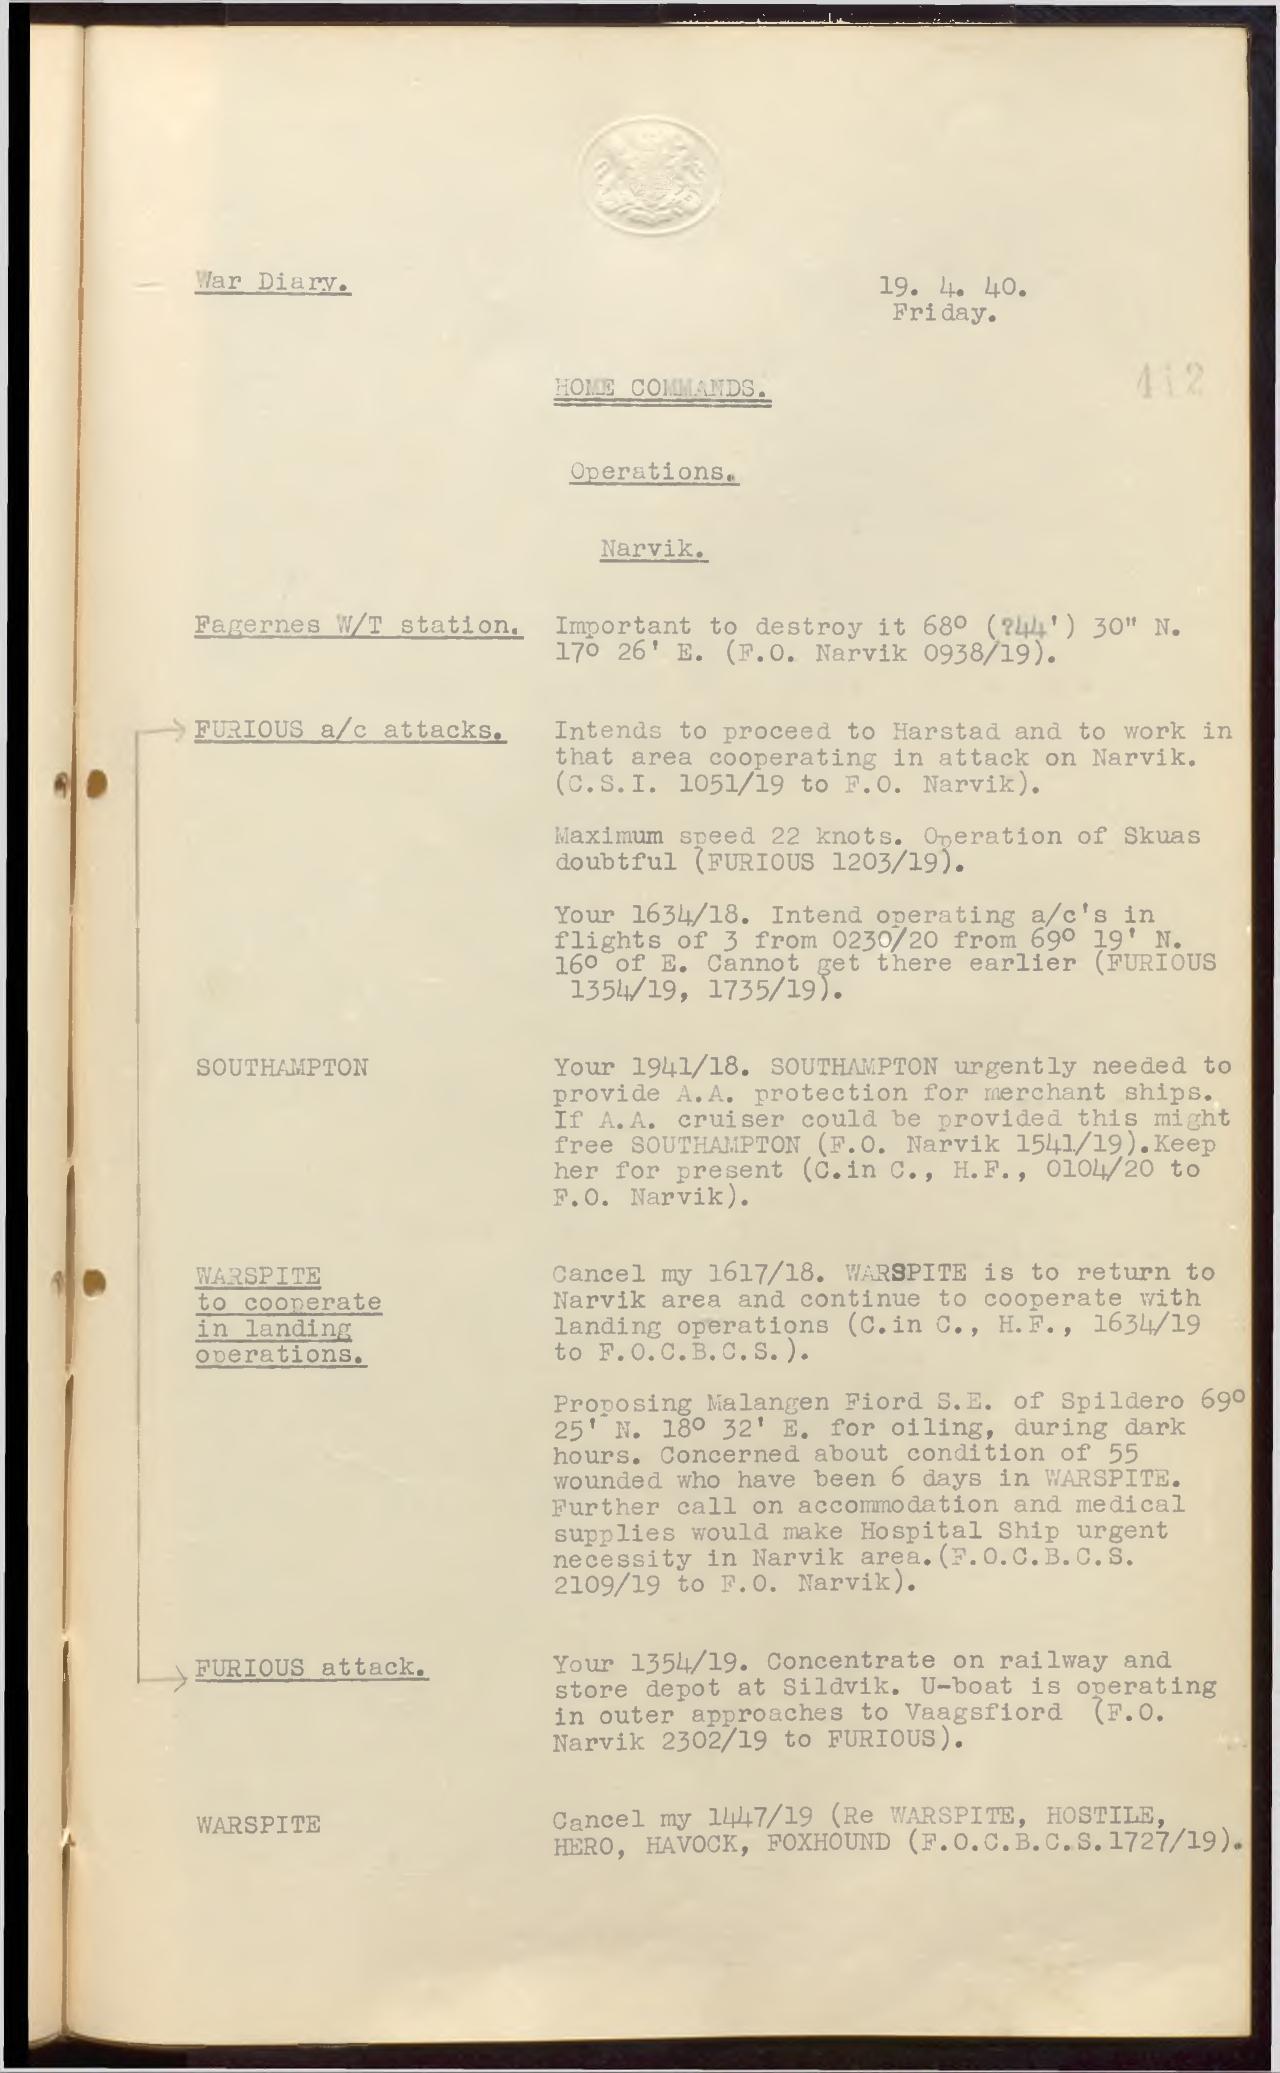 War Diary.
19. 4. 40.
Friday.
412
HOME COMMANDS.
Operations.
Narvik.
Fagernes W/T station.
Important to destroy it 68° (?44') 30" N.
17° 26' E. (F.O. Narvik 0938/19).
FURIOUS a/c attacks.
Intends to proceed to Harstad and to work in
that area cooperating in attack on Narvik.
(C.S.I. 1051/19 to F.O. Narvik).
Maximum speed 22 knots. Operation of Skuas
doubtful (FURIOUS 1203/19).
Your 1634/18. Intend operating a/c's in
flights of 3 from 0230/20 from 69° 19' N.
16° of E. Cannot get there earlier (FURIOUS
1354/19, 1735/19).
SOUTHAMPTON
Your 1941/18. SOUTHAMPTON urgently needed to
provide A.A. protection for merchant ships.
If A.A. cruiser could be provided this might
free SOUTHAMPTON (F.O. Narvik 1541/19).Keep
her for present (C.in C., H.F., 0104/20 to
F.O. Narvik).
WARSPITE
to cooperate
in landing
operations.
Cancel my 1617/18. WARSPITE is to return to
Narvik area and continue to cooperate with
landing operations (C.in C., H.F., 1634/19
to F.O.C.B.C.S.).
Proposing Malangen Fiord S.E. of Spildero 69°
25' N. 18° 32' E. for oiling, during dark
hours. Concerned about condition of 55
wounded who have been 6 days in WARSPITE.
Further call on accommodation and medical
supplies would make Hospital Ship urgent
necessity in Narvik area.(F.O.C.B.C.S.
2109/19 to F.O. Narvik).
FURIOUS attack.
Your 1354/19. Concentrate on railway and
store depot at Sildvik. U-boat is operating
in outer approaches to Vaagsfiord (F.O.
Narvik 2302/19 to FURIOUS).
WARSPITE
Cancel my 1447/19 (Re WARSPITE, HOSTILE,
HERO, HAVOCK, FOXHOUND (F.O.C.B.C.S.1727/19).